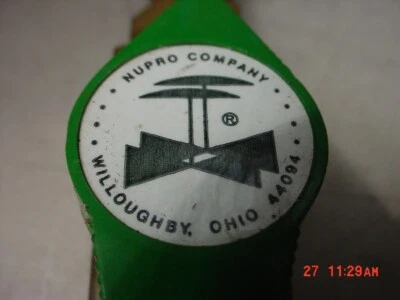 NUPRO COMPANY
®
WILLOUGHBY, OHIO 44094
27 11:29AM